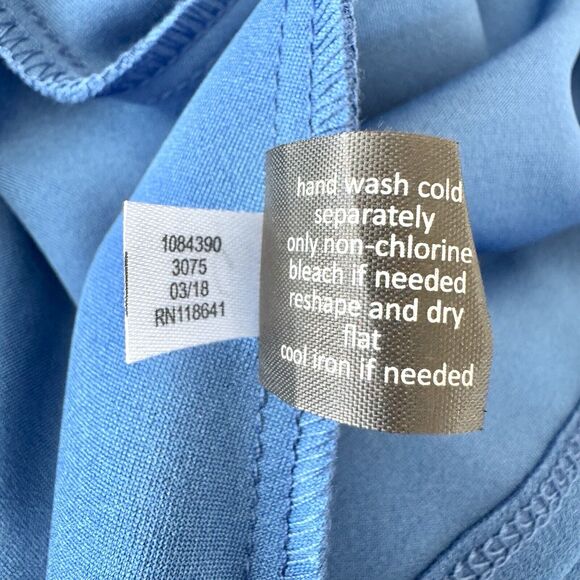 1084390
3075
03/18
RN118641
hand wash cold
separately
only non-chlorine
bleach if needed
reshape and dry
flat
cool iron if needed